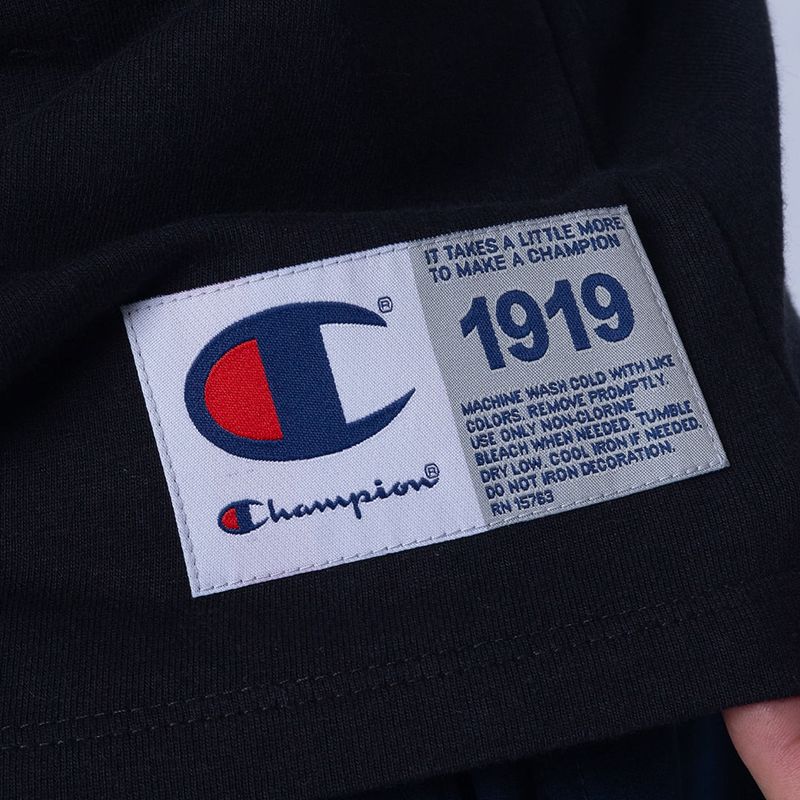 ®
Champion®
IT TAKES A LITTLE MORE
TO MAKE A CHAMPION
1919
MACHINE WASH COLD WITH LIKE
COLORS. REMOVE PROMPTLY.
USE ONLY NON-CLORINE
BLEACH WHEN NEEDED. TUMBLE
DRY LOW. COOL IRON IF NEEDED.
DO NOT IRON DECORATION.
RN 15763